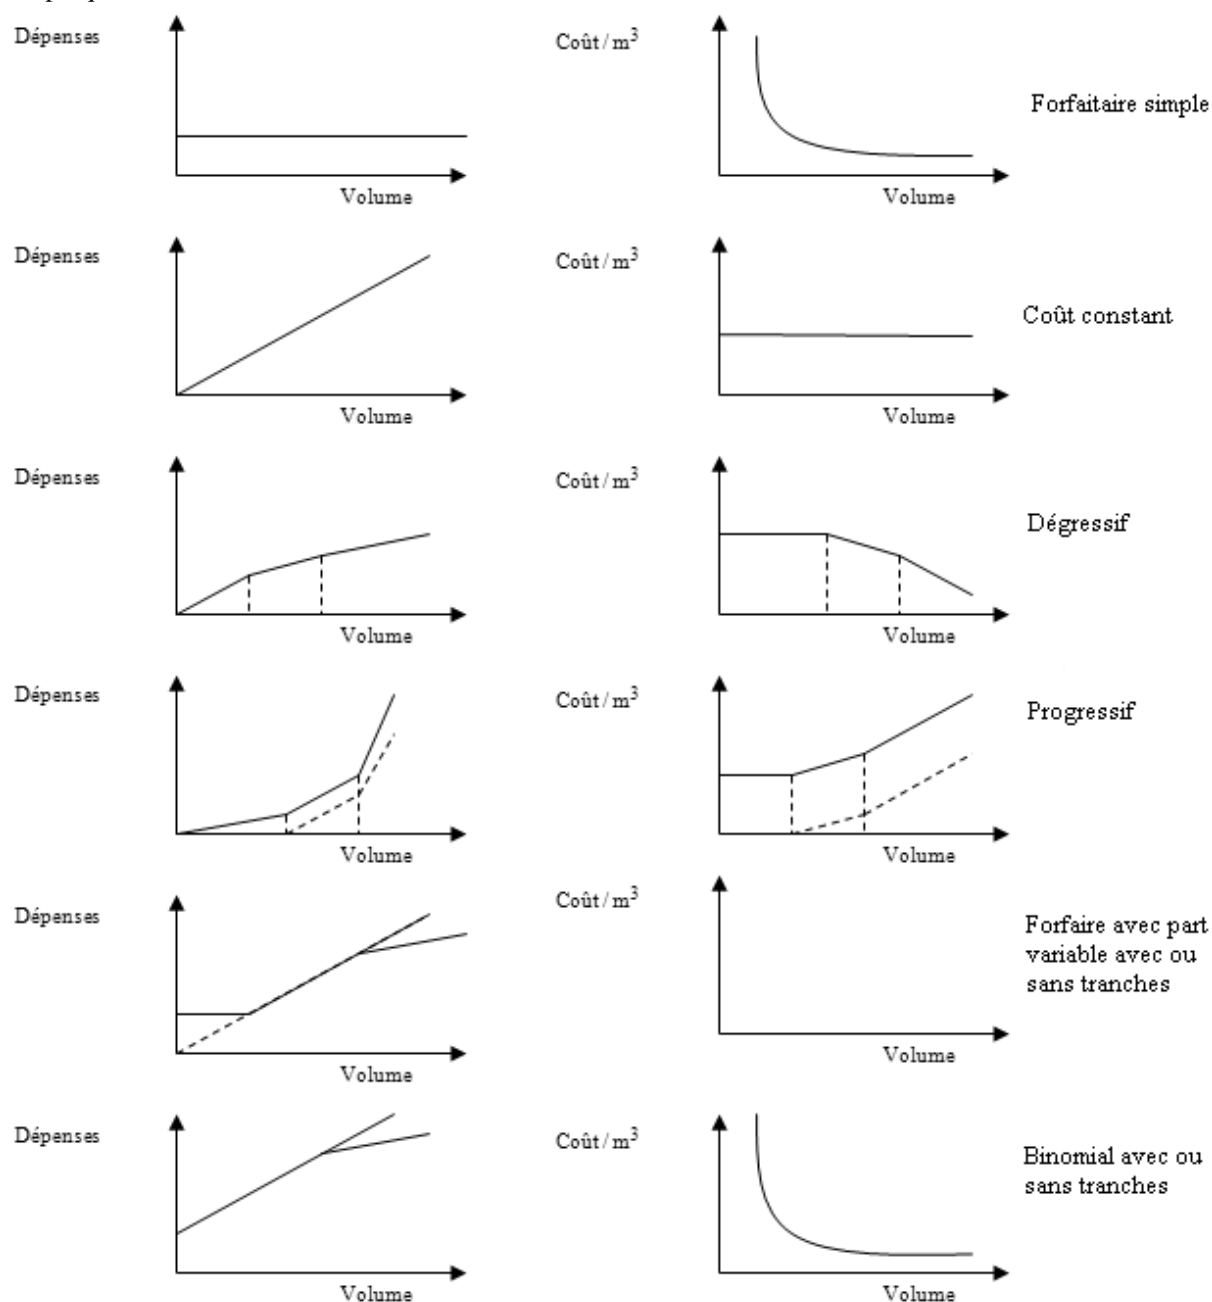 Dépenses
Coût/m3
Forfaitaire simple
Volume
Volume
Dépenses
Coût/m3
Coût constant
Volume
Volume
Dépenses
Coût/m3
Dégressif
Volume
Volume
Dépenses
Coût/m3
Progressif
Volume
Volume
Dépenses
Coût/m3
Forfaire avec part
variable avec ou
sans tranches
Volume
Volume
Dépenses
Coût/m3
Binomial avec ou
sans tranches
Volume
Volume